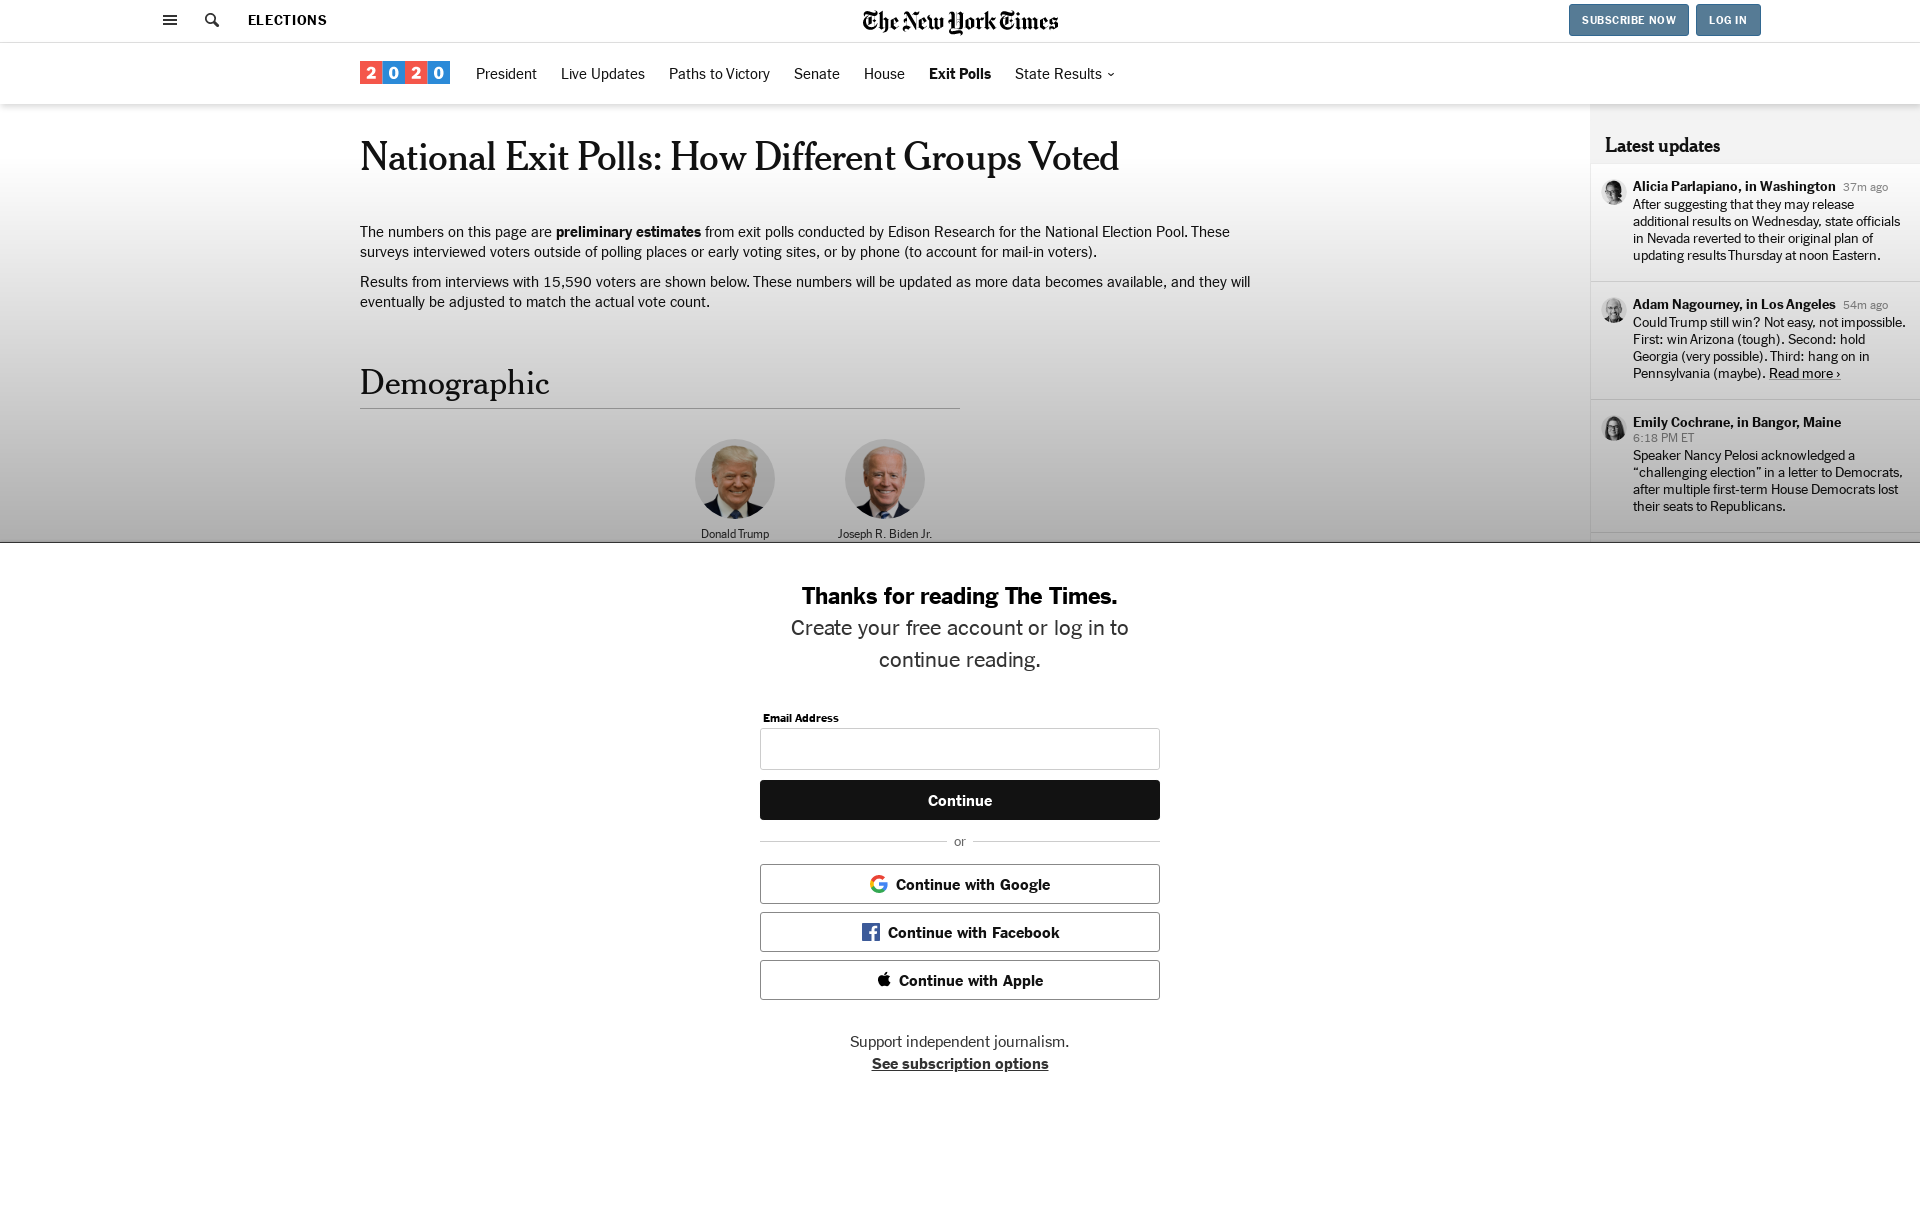 ELECTIONS
The New York Times
SUBSCRIBE NOW
LOG IN
2020
President
Live Updates
Paths to Victory
Senate
House
Exit Polls
State Results
National Exit Polls: How Different Groups Voted
The numbers on this page are preliminary estimates from exit polls conducted by Edison Research for the National Election Pool. These
surveys interviewed voters outside of polling places or early voting sites, or by phone (to account for mail-in voters).
Results from interviews with 15,590 voters are shown below. These numbers will be updated as more data becomes available, and they will
eventually be adjusted to match the actual vote count.
Demographic
Donald Trump
Joseph R. Biden Jr.
Latest updates
Alicia Parlapiano, in Washington 37m ago
After suggesting that they may release
additional results on Wednesday, state officials
in Nevada reverted to their original plan of
updating results Thursday at noon Eastern.
Adam Nagourney, in Los Angeles 54m ago
Could Trump still win? Not easy, not impossible.
First: win Arizona (tough). Second: hold
Georgia (very possible). Third: hang on in
Pennsylvania (maybe). Read more ›
Emily Cochrane, in Bangor, Maine
6:18 PM ET
Speaker Nancy Pelosi acknowledged a
“challenging election” in a letter to Democrats,
after multiple first-term House Democrats lost
their seats to Republicans.
Thanks for reading The Times.
Create your free account or log in to
continue reading.
Email Address
Continue
or
Continue with Google
Continue with Facebook
Continue with Apple
Support independent journalism.
See subscription options